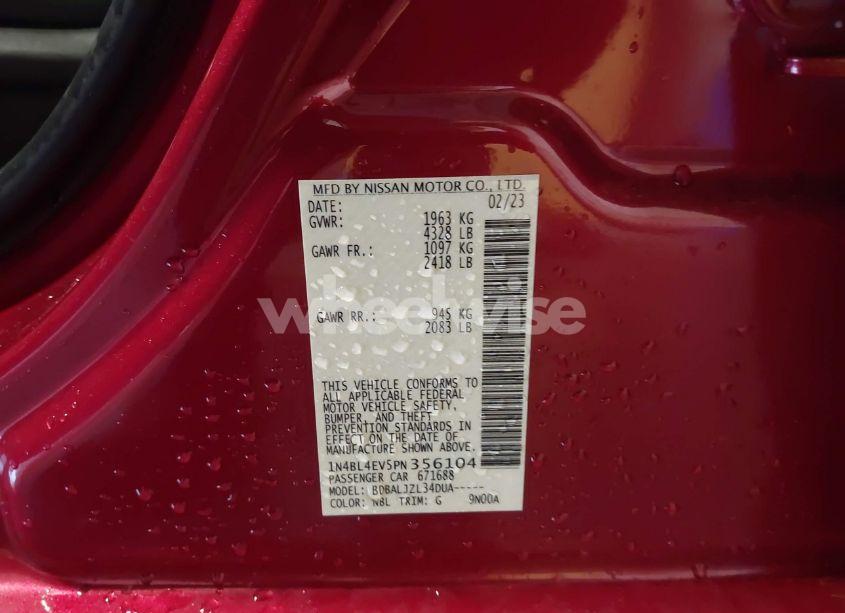 MFD BY NISSAN MOTOR CO., LTD.
DATE: 02/23
GVWR: 1963 KG
4328 LB
GAWR FR.: 1097 KG
2418 LB
wheelwise
GAWR RR.: 945 KG
2083 LB
THIS VEHICLE CONFORMS TO
ALL APPLICABLE FEDERAL
MOTOR VEHICLE SAFETY,
BUMPER, AND THEFT
PREVENTION STANDARDS IN
EFFECT ON THE DATE OF
MANUFACTURE SHOWN ABOVE.
1N4BL4EV5PN356104
PASSENGER CAR 671688
MODEL: BDBALJZL34DUA-----
COLOR: NBL TRIM: G 9N00A